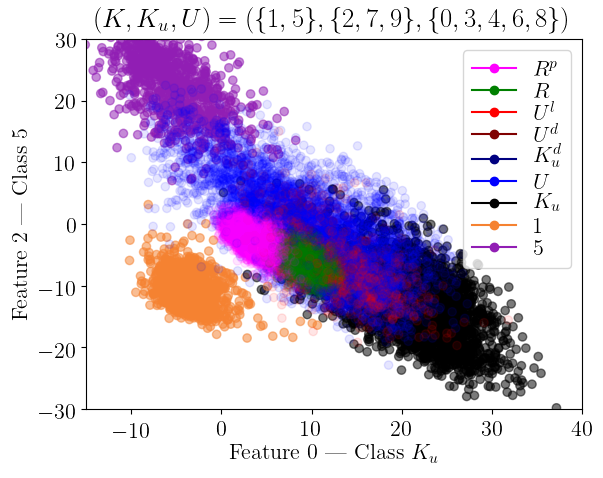 (K, K_u, U) = ({1, 5}, {2, 7, 9}, {0, 3, 4, 6, 8})
30
20
10
0
−10
−20
−30
Feature 2 — Class 5
R^p
R
U^l
U^d
K_u^d
U
K_u
1
5
−10
0
10
20
30
40
Feature 0 — Class K_u